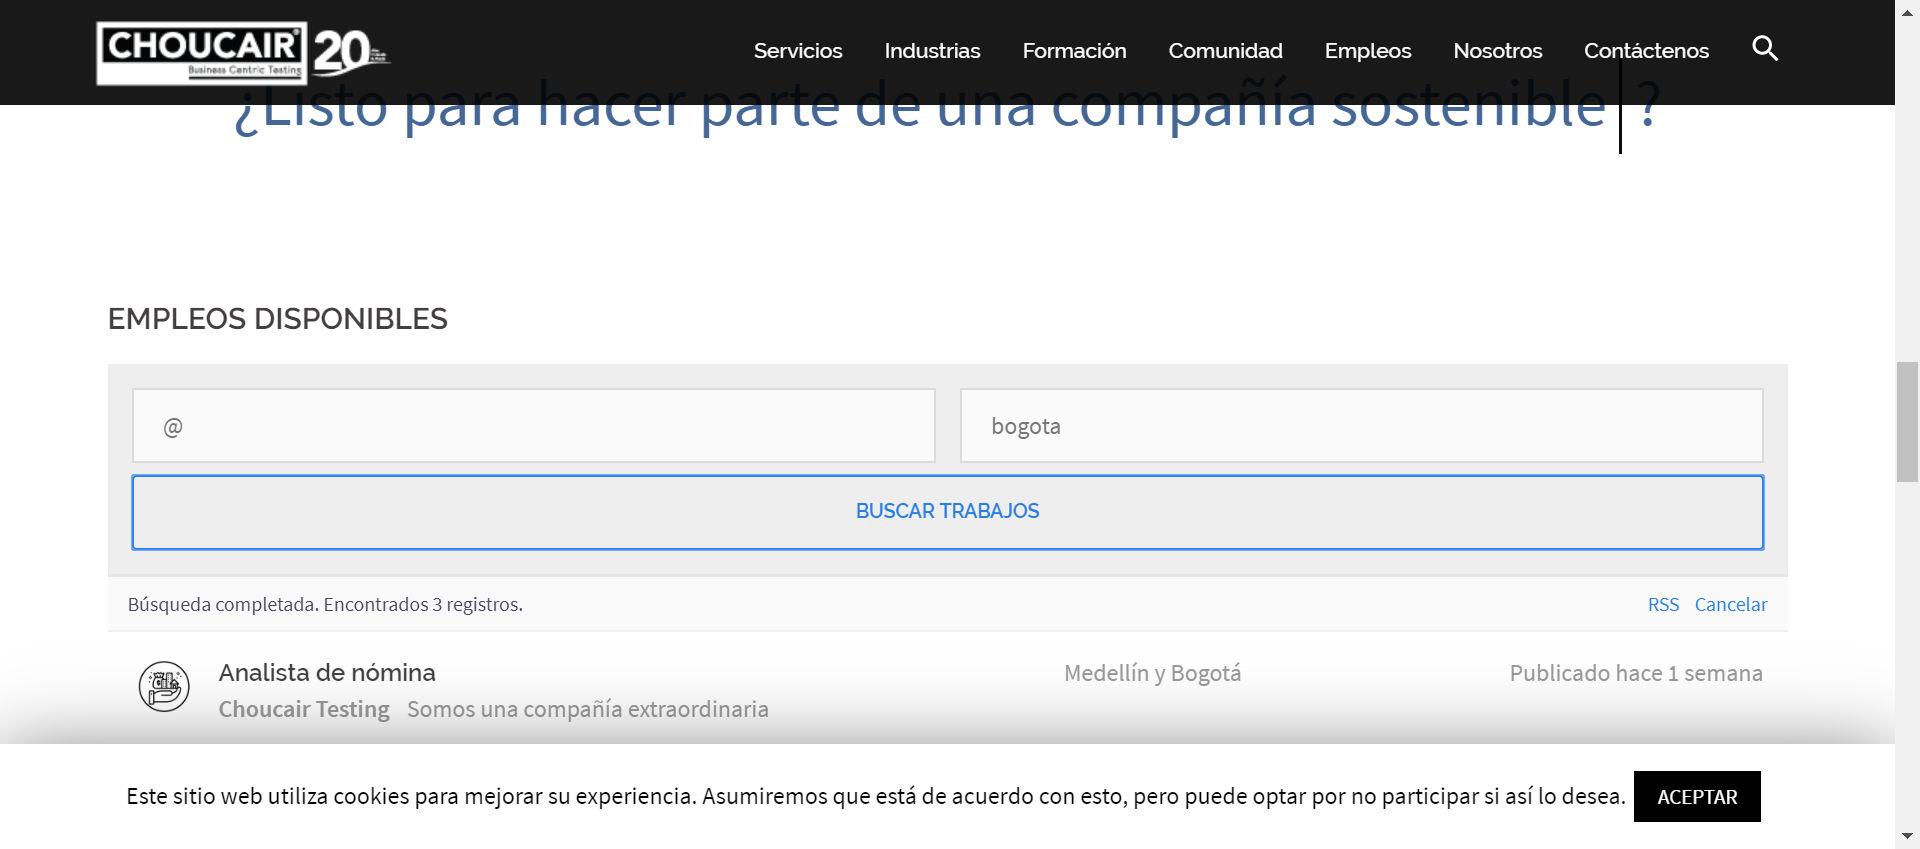 CHOUCAIR
Business Centric Testing
20
Servicios Industrias Formación Comunidad Empleos Nosotros Contáctenos
¿Listo para hacer parte de una compañía sostenible ?
EMPLEOS DISPONIBLES
@ bogota
BUSCAR TRABAJOS
Búsqueda completada. Encontrados 3 registros. RSS Cancelar
Analista de nómina Medellín y Bogotá Publicado hace 1 semana
Choucair Testing Somos una compañía extraordinaria
Este sitio web utiliza cookies para mejorar su experiencia. Asumiremos que está de acuerdo con esto, pero puede optar por no participar si así lo desea. ACEPTAR